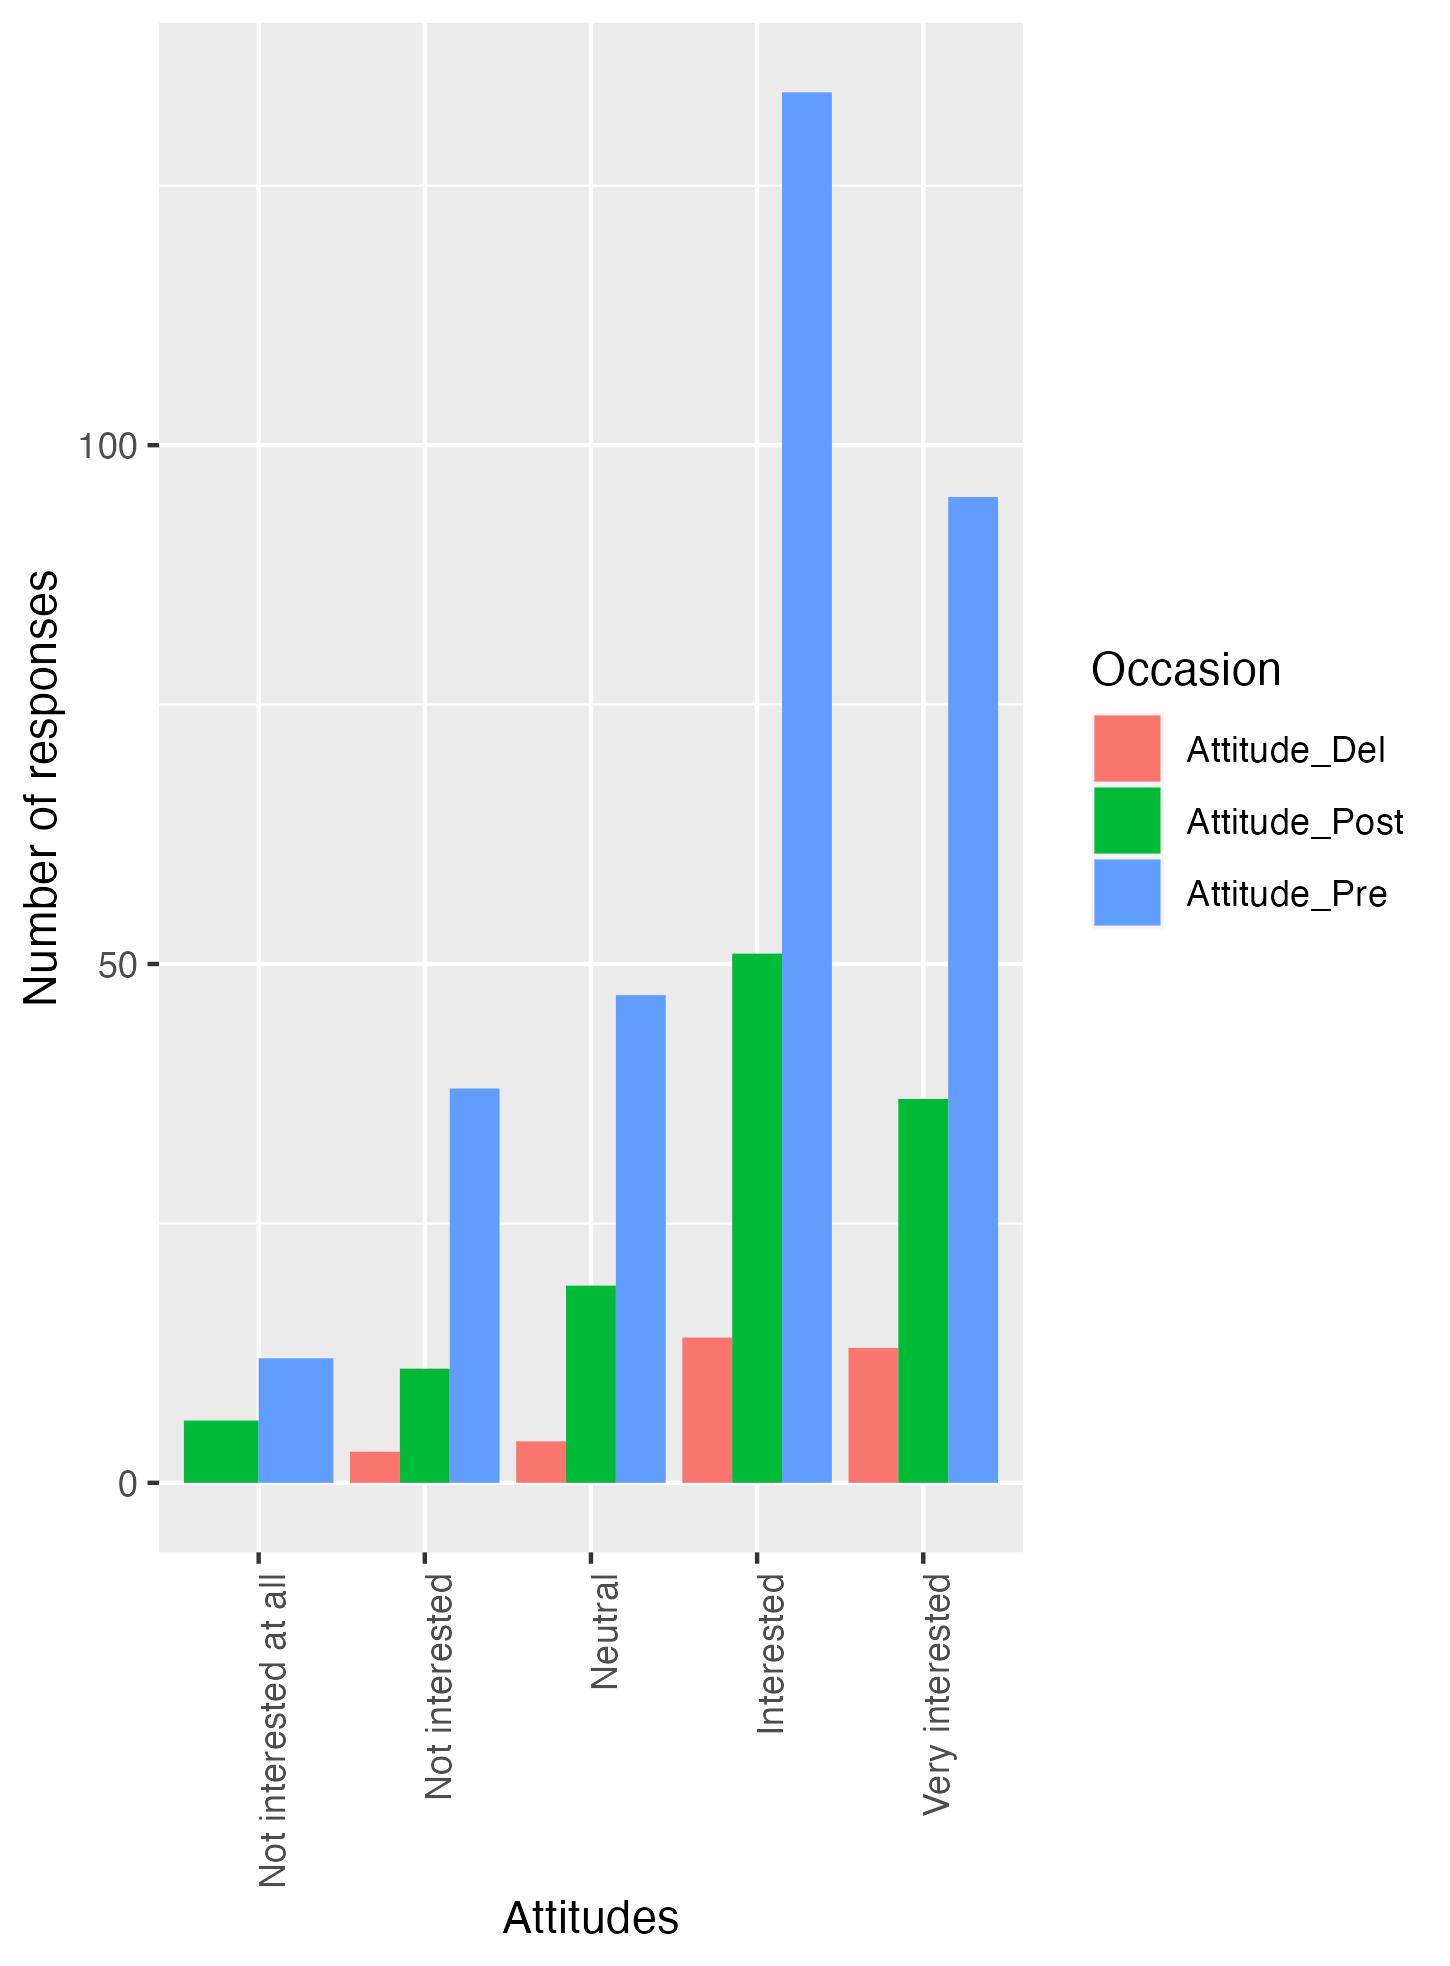 Number of responses
100
50
0
Not interested at all
Not interested
Neutral
Interested
Very interested
Attitudes
Occasion
Attitude_Del
Attitude_Post
Attitude_Pre